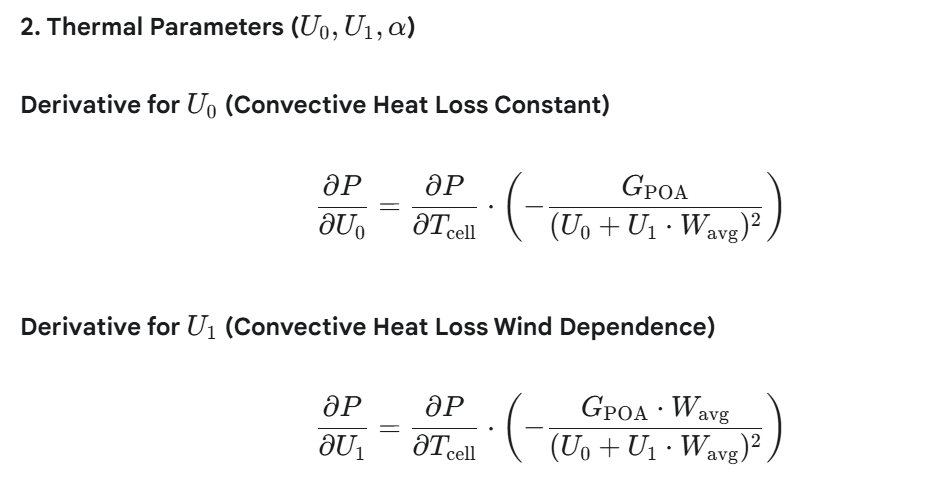 2. Thermal Parameters (U₀, U₁, α)
Derivative for U₀ (Convective Heat Loss Constant)
∂P/∂U₀ = ∂P/∂T_cell · (− G_POA / (U₀ + U₁ · W_avg)²)
Derivative for U₁ (Convective Heat Loss Wind Dependence)
∂P/∂U₁ = ∂P/∂T_cell · (− G_POA · W_avg / (U₀ + U₁ · W_avg)²)